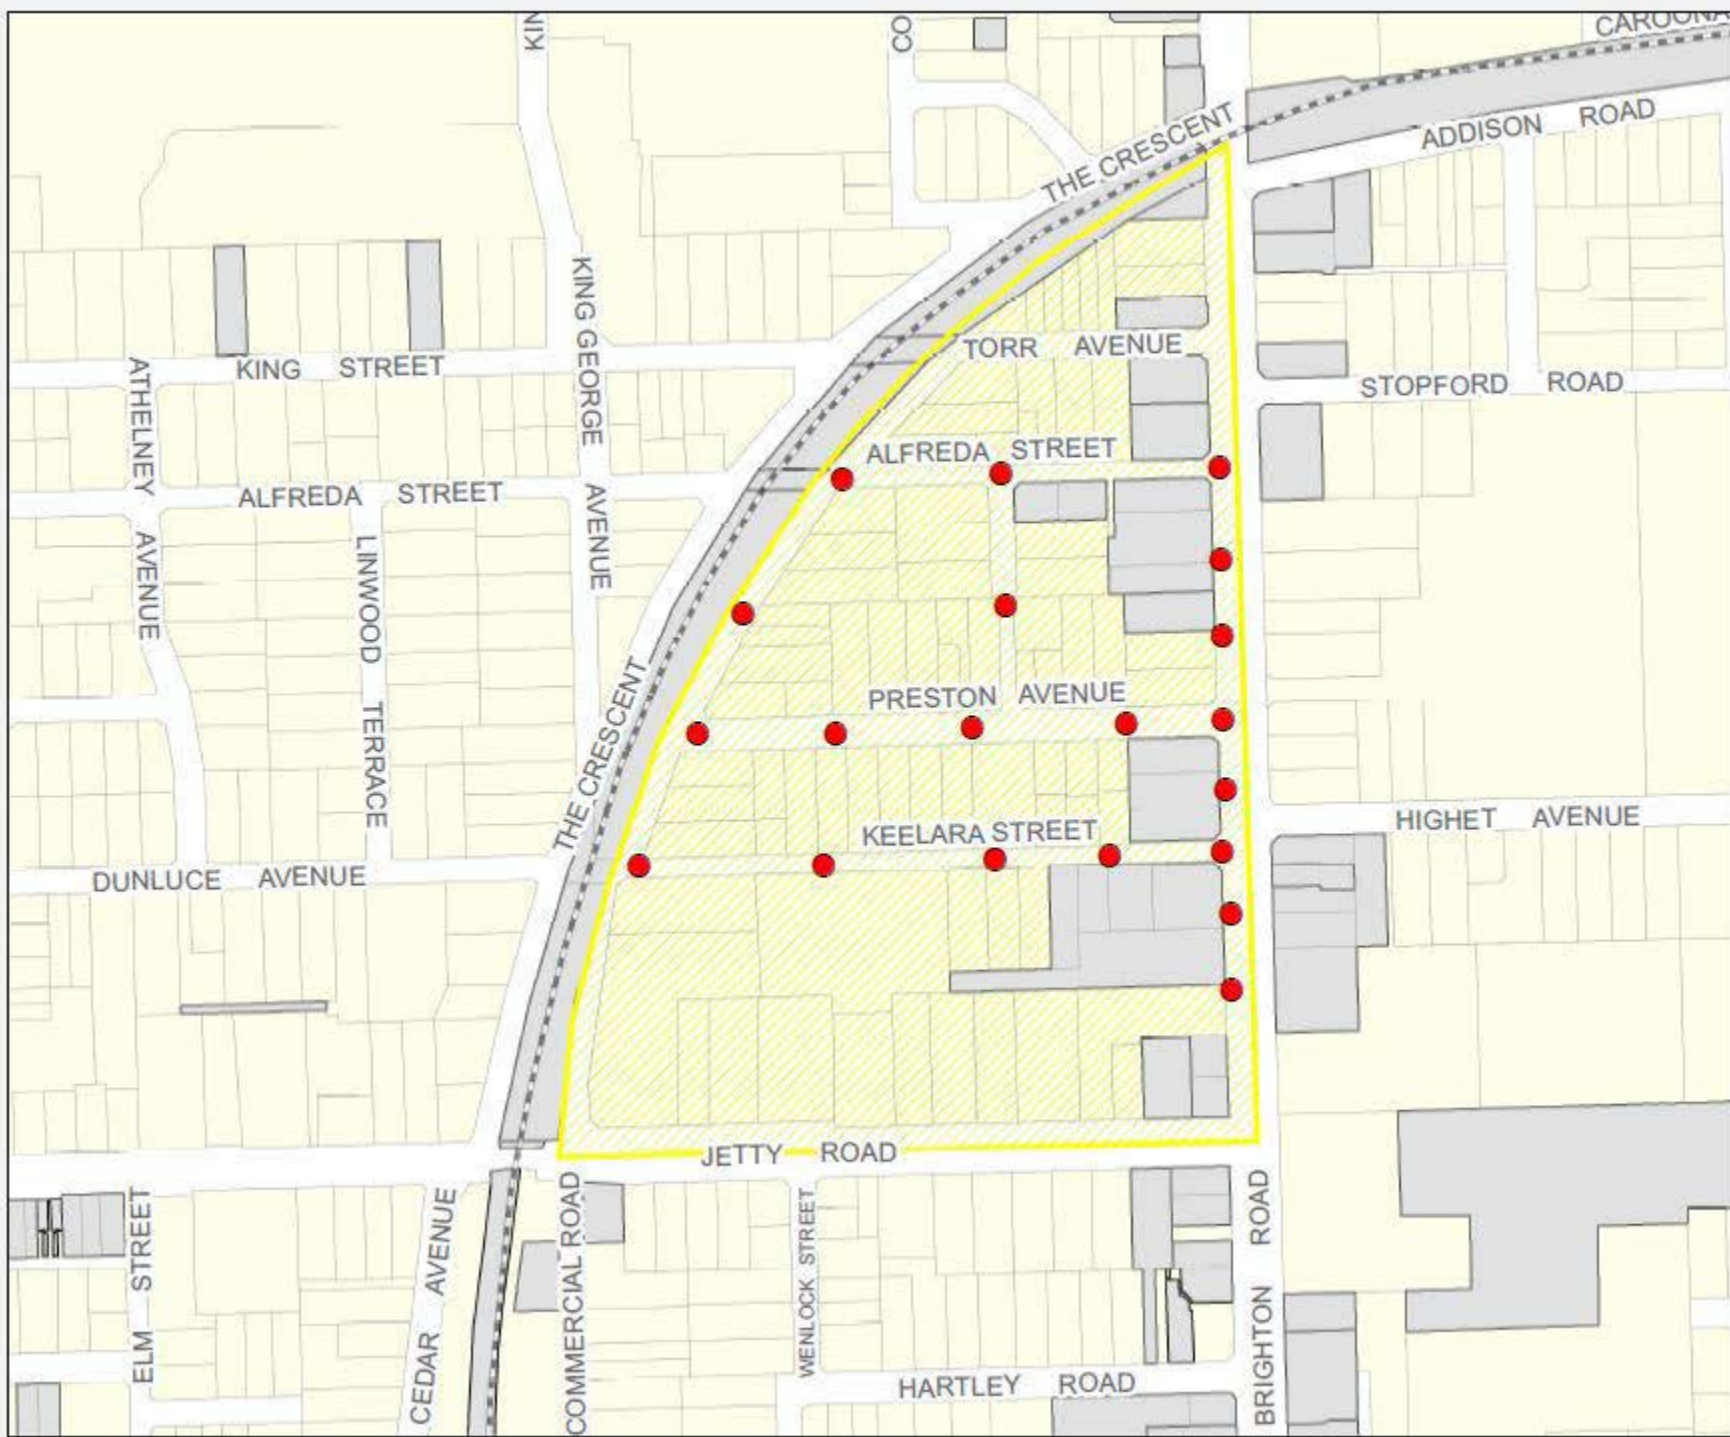 KIN
CO
CAROONA
THE CRESCENT
ADDISON ROAD
KING GEORGE AVENUE
TORR AVENUE
KING STREET
ATHELNEY AVENUE
STOPFORD ROAD
ALFREDA STREET
ALFREDA STREET
LINWOOD TERRACE
PRESTON AVENUE
THE CRESCENT
KEELARA STREET
HIGHET AVENUE
DUNLUCE AVENUE
JETTY ROAD
ELM STREET
CEDAR AVENUE
COMMERCIAL ROAD
WENLOCK STREET
BRIGHTON ROAD
HARTLEY ROAD